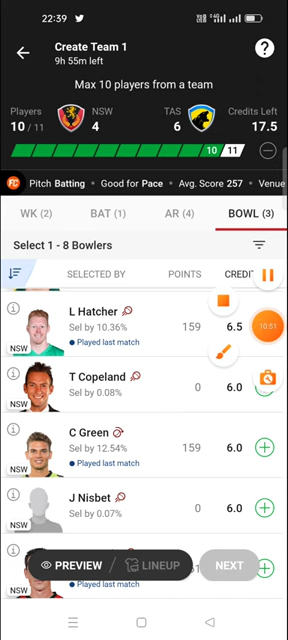 22:39
Create Team 1
9h 55m left
?
Max 10 players from a team
Players NSW TAS Credits Left
10 / 11 4 6 17.5
10 11
FC Pitch Batting • Good for Pace • Avg. Score 257 • Venue
WK (2) BAT (1) AR (4) BOWL (3)
Select 1 - 8 Bowlers
SELECTED BY POINTS CREDIT
L Hatcher
Sel by 10.36% 159 6.5
Played last match
NSW
10:51
T Copeland
Sel by 0.08% 0 6.0
NSW
C Green
Sel by 12.54% 159 6.0
Played last match
NSW
J Nisbet
Sel by 0.07% 0 6.0
NSW
PREVIEW / LINEUP NEXT
6.0
Played last match
NSW